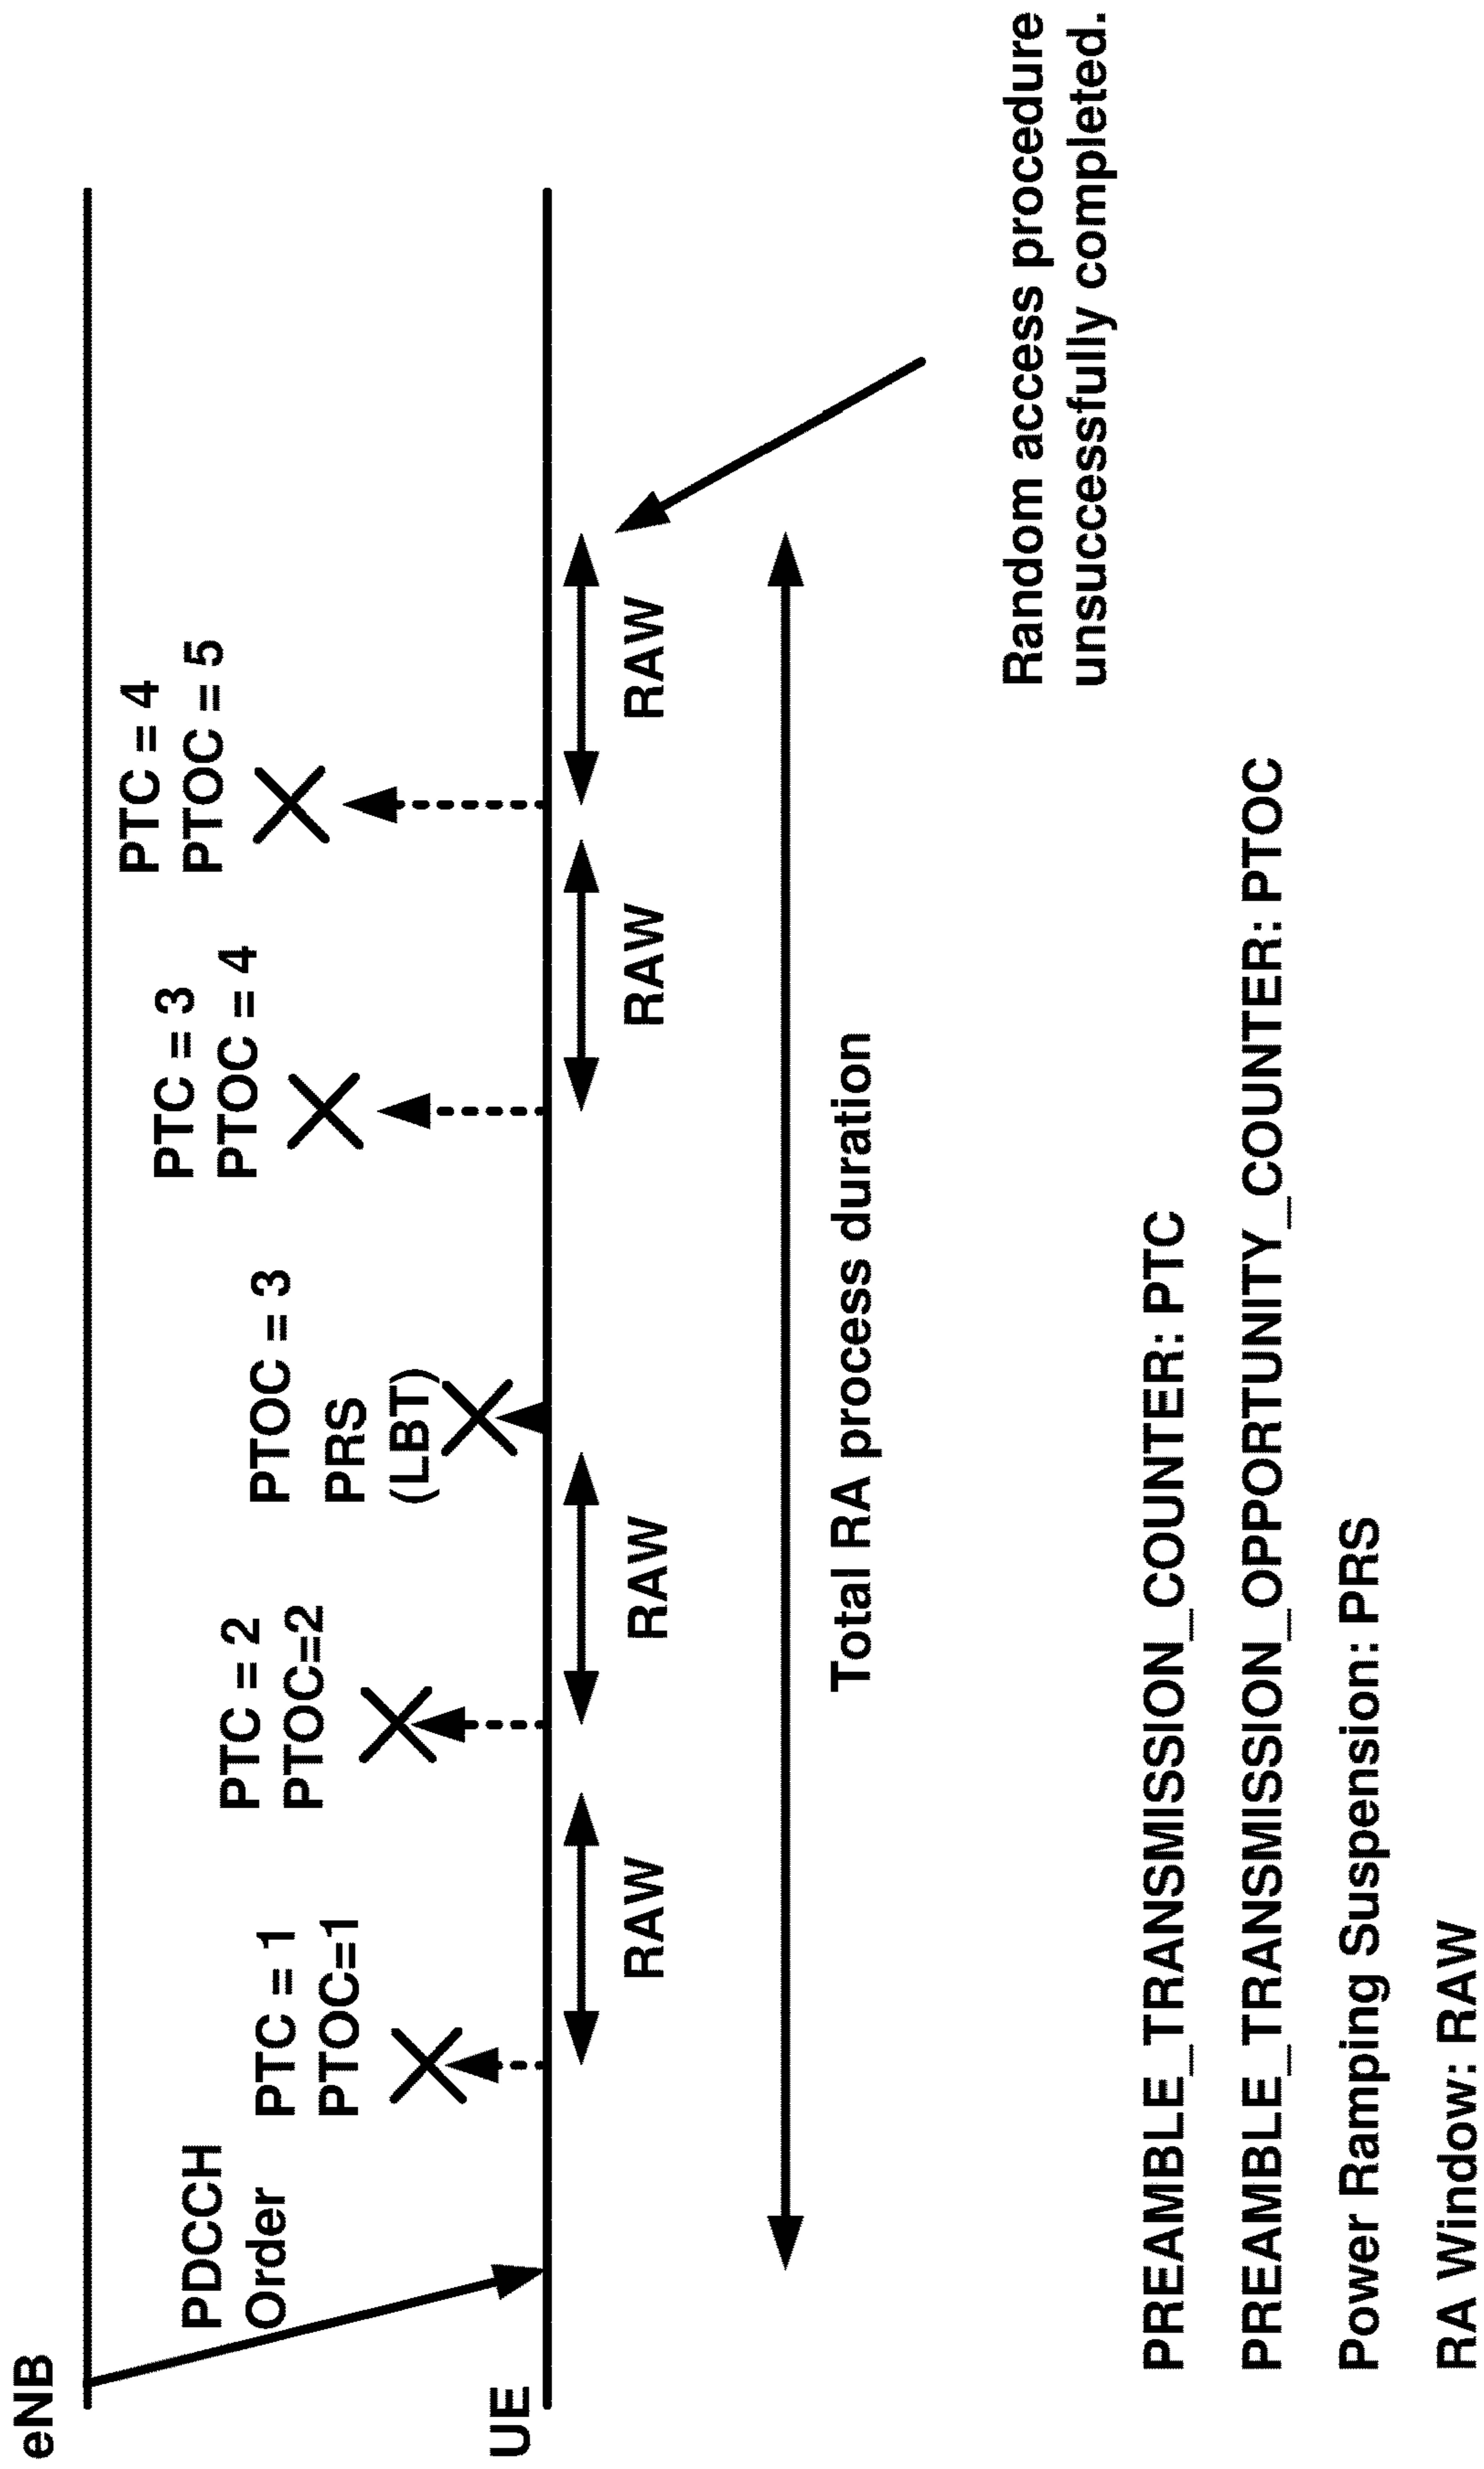 eNB
PDCCH
Order
PTC = 1
PTOC=1
PTC = 2
PTOC=2
PTOC = 3
PRS
(LBT)
PTC = 3
PTOC = 4
PTC = 4
PTOC = 5
UE
RAW
RAW
RAW
RAW
Total RA process duration
Random access procedure
unsuccessfully completed.
PREAMBLE_TRANSMISSION_COUNTER: PTC
PREAMBLE_TRANSMISSION_OPPORTUNITY_COUNTER: PTOC
Power Ramping Suspension: PRS
RA Window: RAW